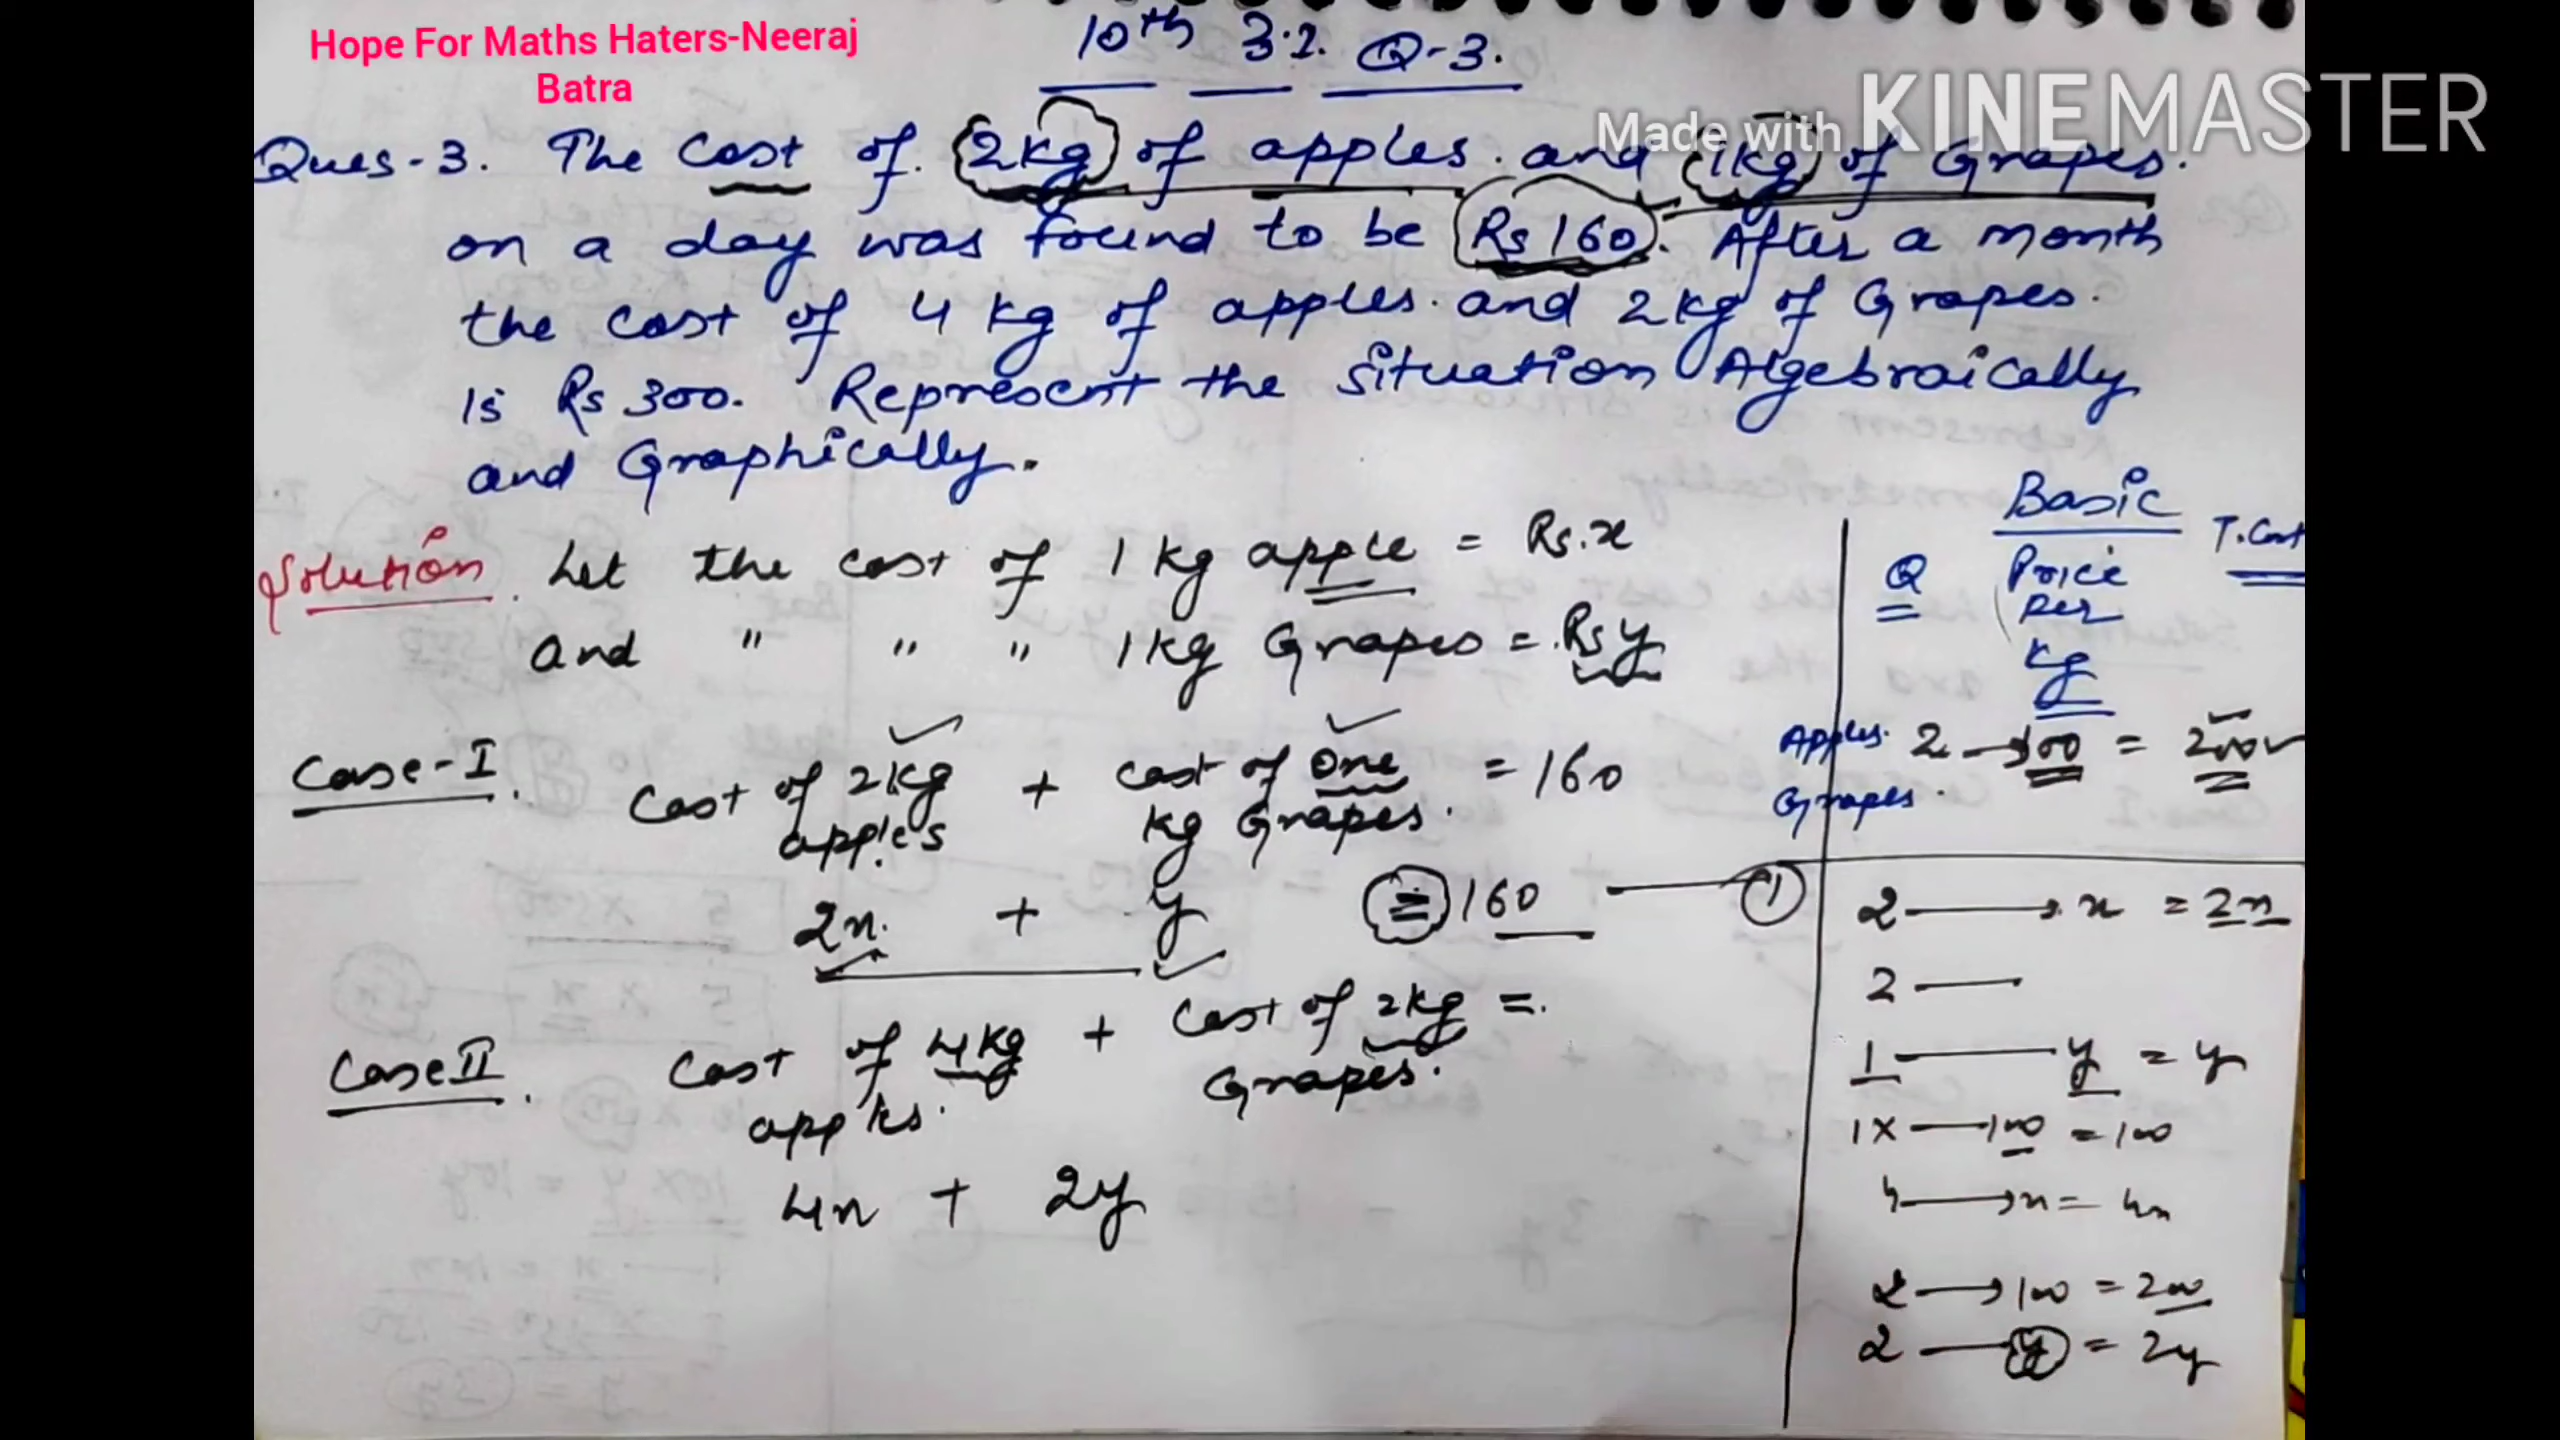 Hope For Maths Haters-Neeraj
Batra
10th 3.2. Q-3.
Made with KINEMASTER
Ques-3. The cost of 2kg of apples and 1kg of Grapes.
on a day was found to be Rs 160. After a month
the cost of 4 kg of apples and 2kg of Grapes.
is Rs 300. Represent the situation Algebraically
and Graphically.
Solution. Let the cost of 1 kg apple = Rs.x
and " " " 1kg Grapes = Rs y
Case-I. Cost of 2kg + cost of one = 160
apples kg Grapes.
2x. + y = 160 1
Case II. Cost of 4kg + Cost of 2kg =.
apples. Grapes.
4x + 2y
Basic
Q Price T.Cost
per
kg
Apples. 2 → 100 = 200
Grapes.
2 → x = 2x
2 —
1 — y = y
1x — 100 = 100
4 → x = 4x
2 → 100 = 200
2 — y = 2y